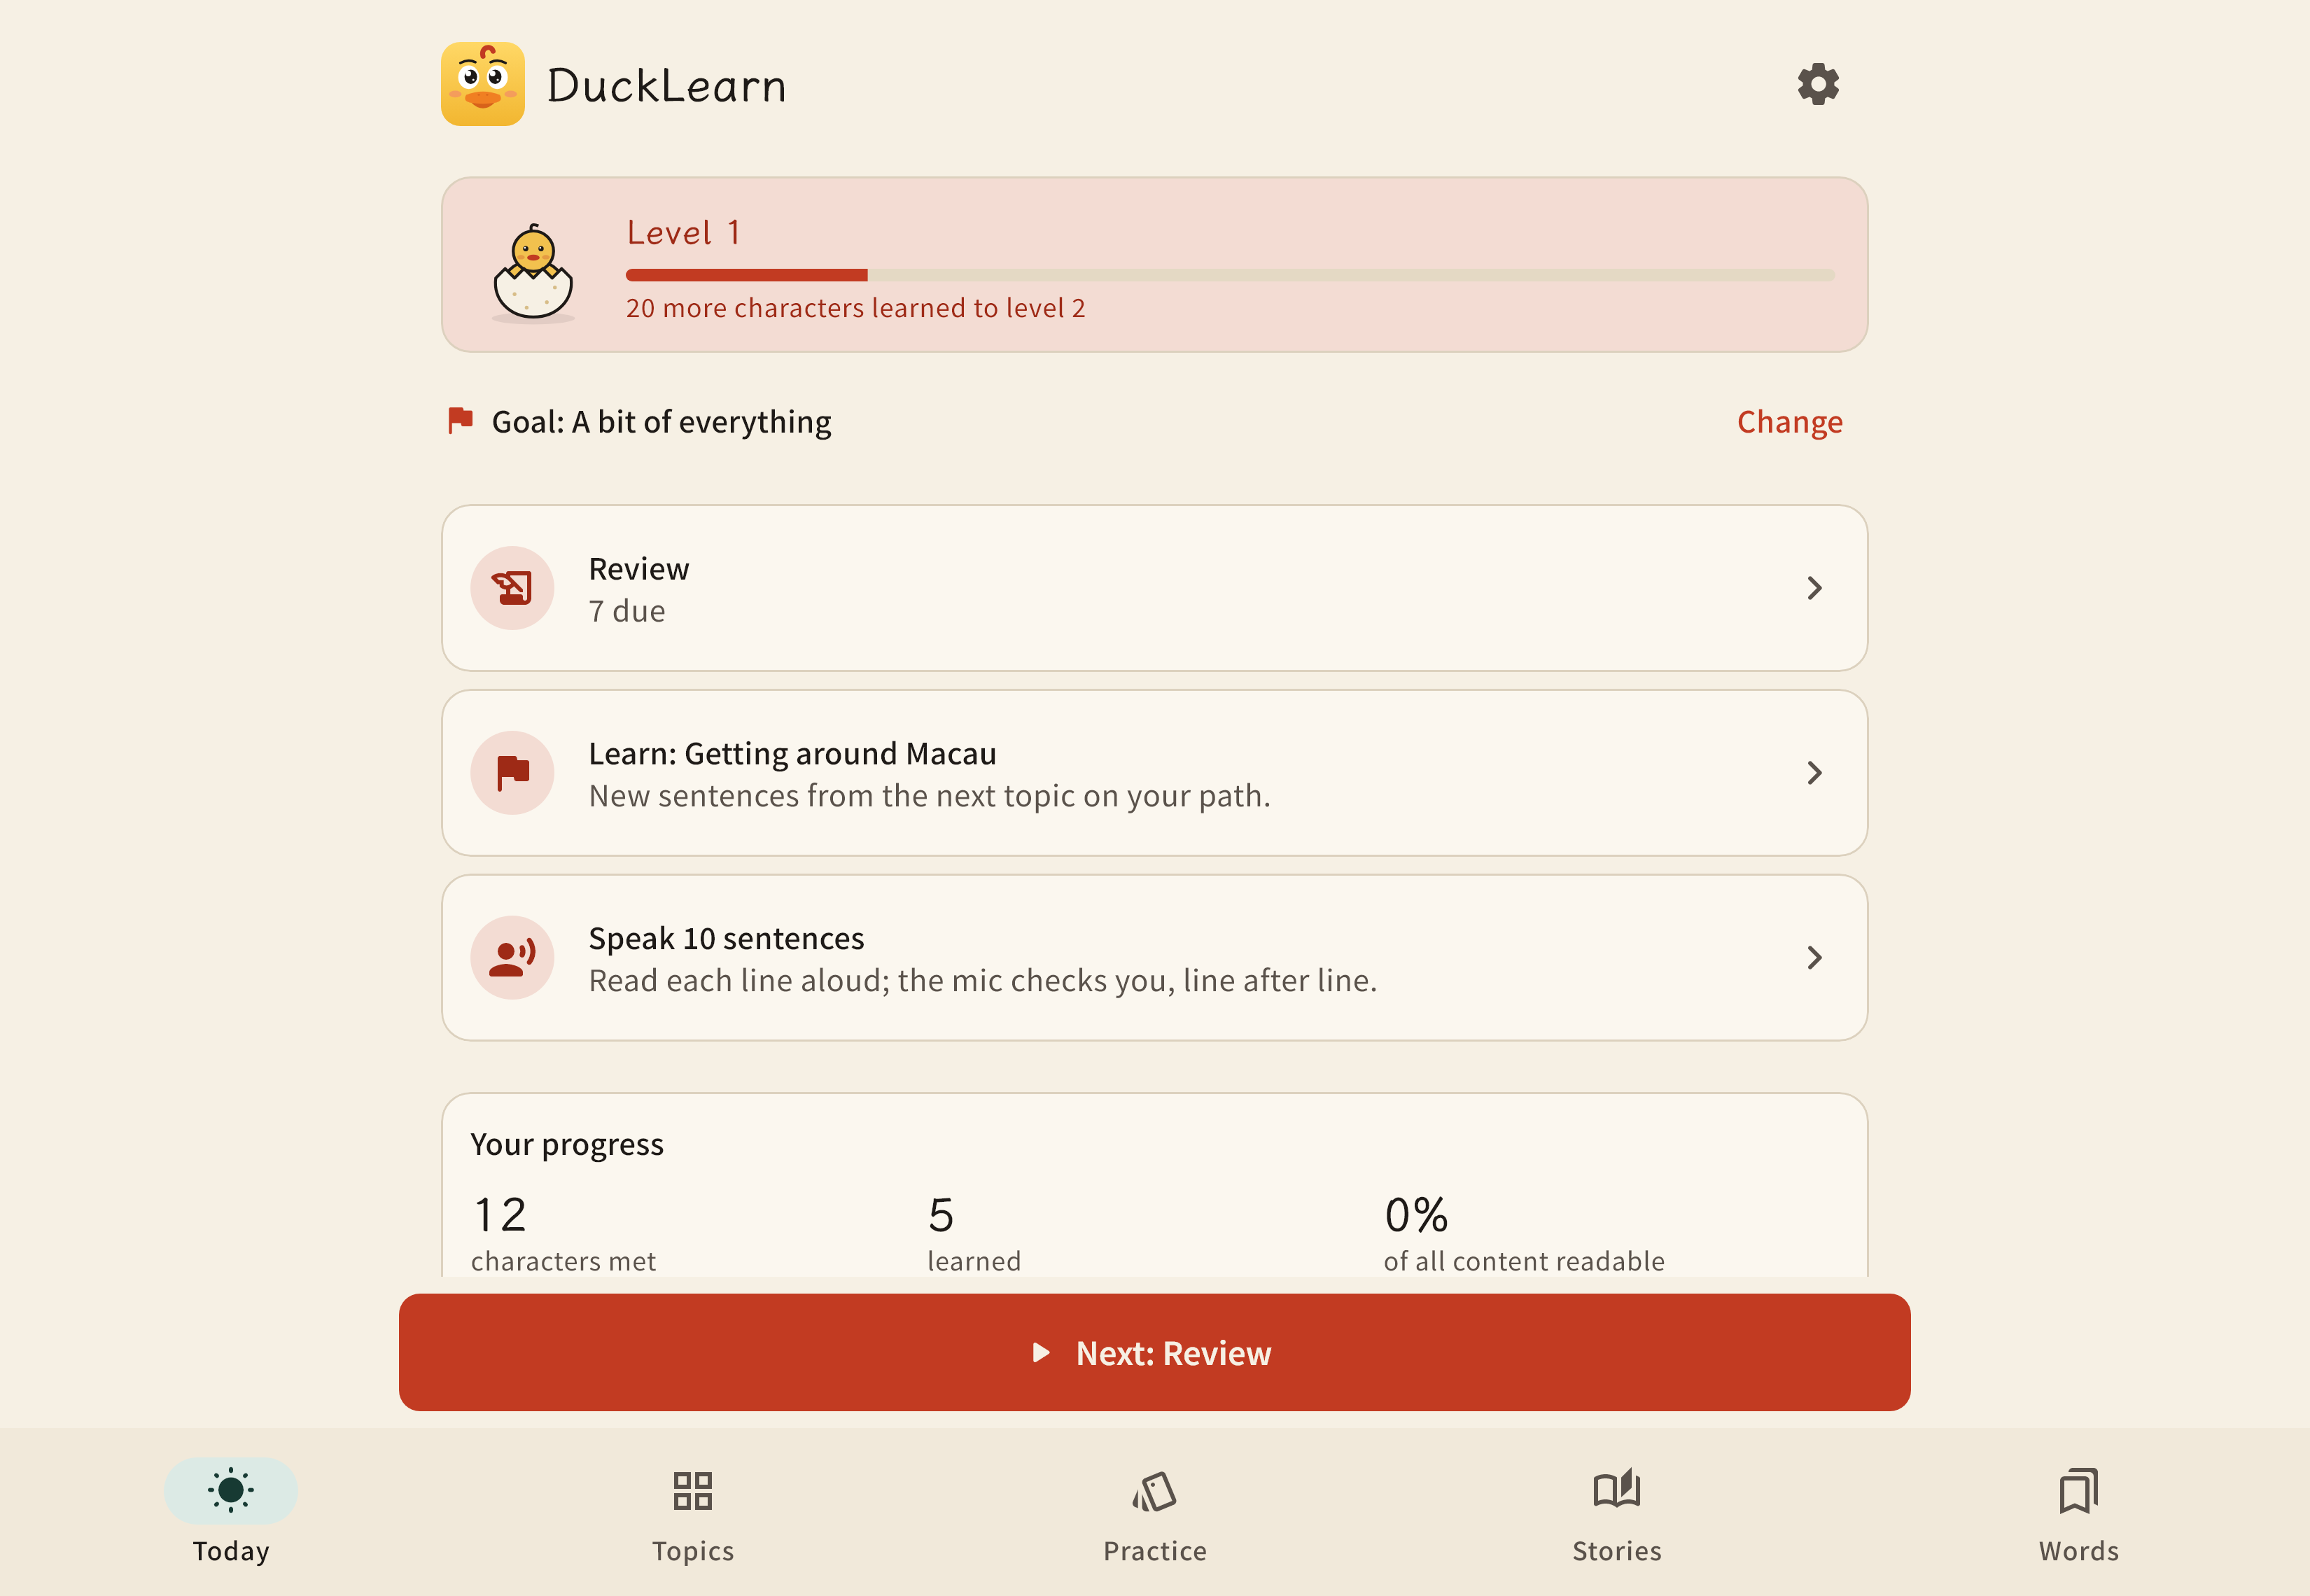 DuckLearn
Level 1
20 more characters learned to level 2
Goal: A bit of everything
Change
Review
7 due
Learn: Getting around Macau
New sentences from the next topic on your path.
Speak 10 sentences
Read each line aloud; the mic checks you, line after line.
Your progress
12
characters met
5
learned
0%
of all content readable
Next: Review
Today
Topics
Practice
Stories
Words